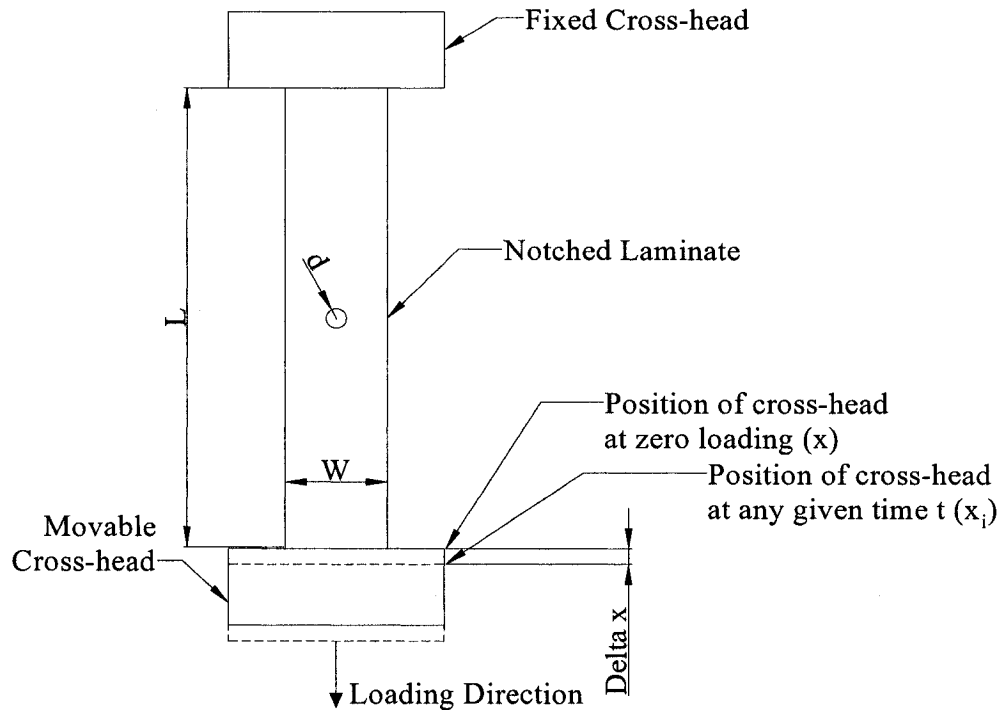 Fixed Cross-head
d
Notched Laminate
L
Position of cross-head
at zero loading (x)
W
Position of cross-head
at any given time t (xᵢ)
Movable
Cross-head
Delta x
Loading Direction